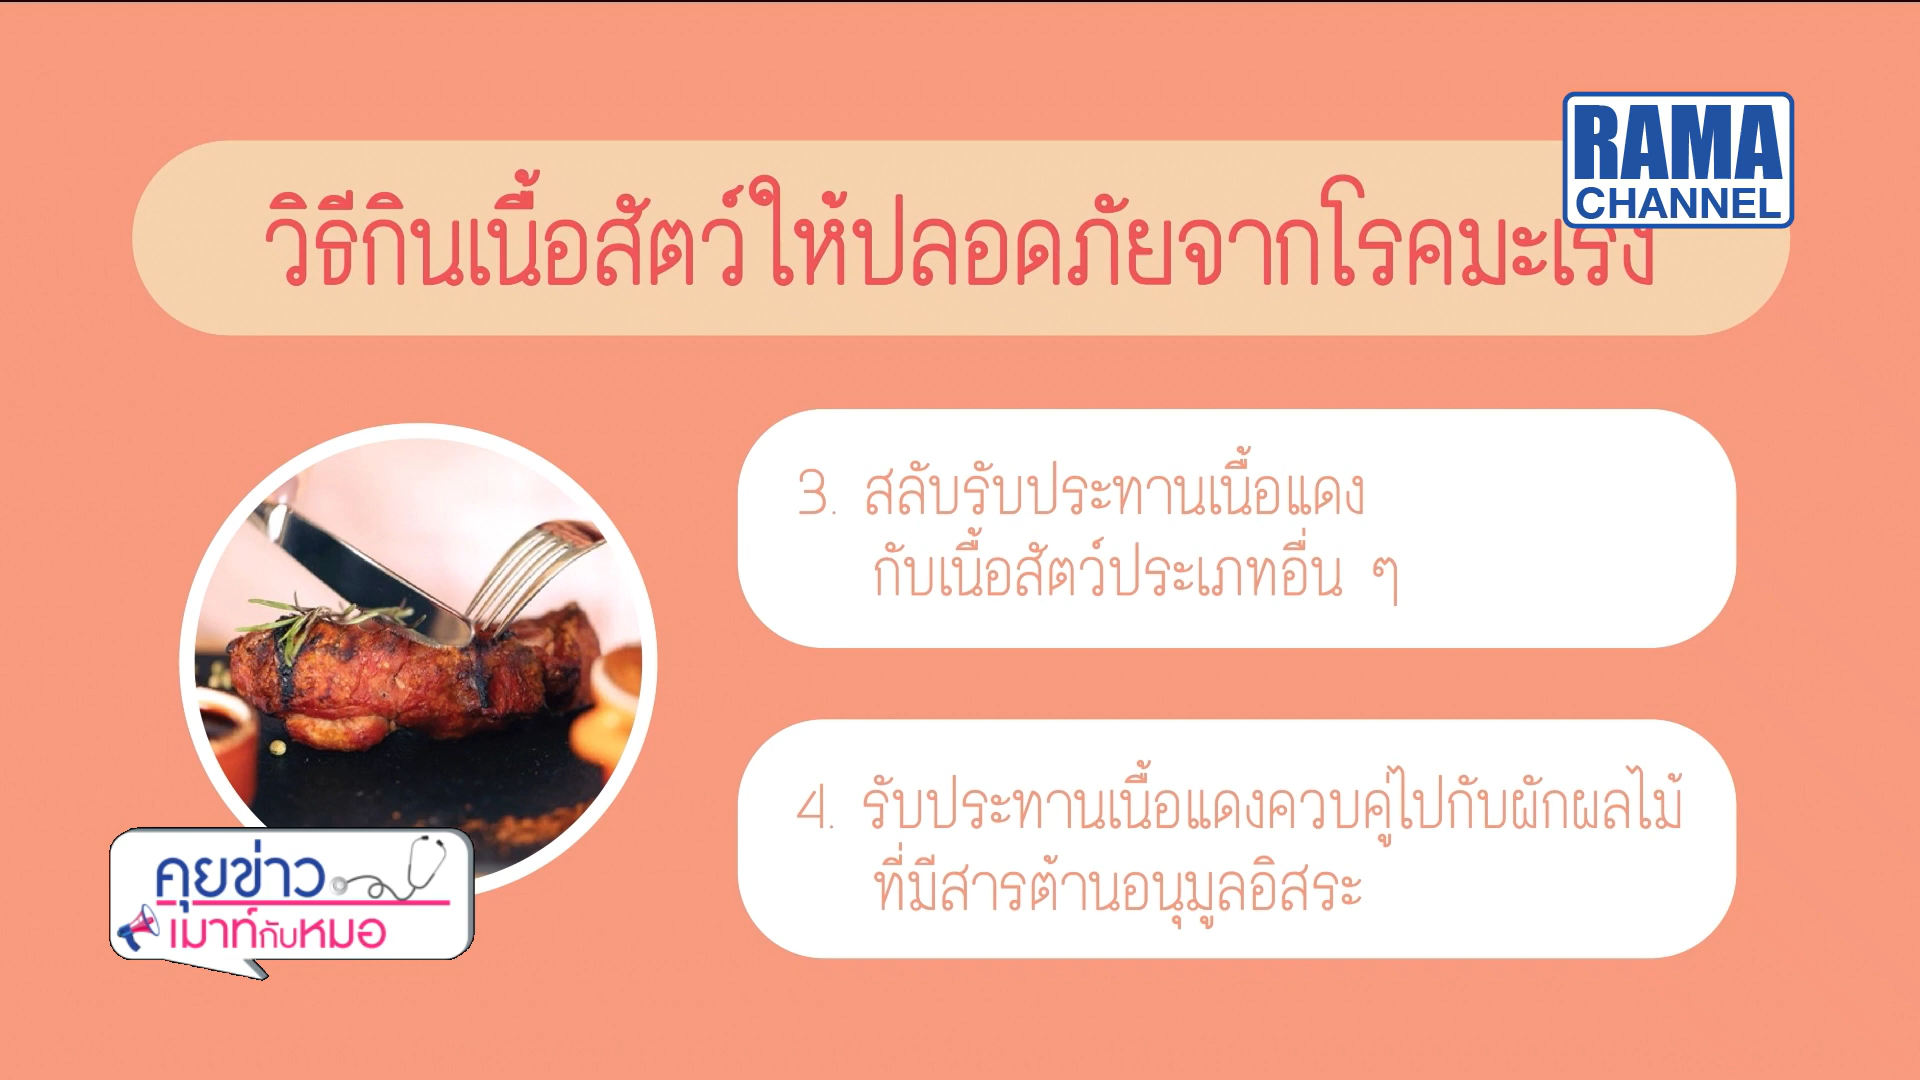 RAMA
CHANNEL
วิธีกินเนื้อสัตว์ให้ปลอดภัยจากโรคมะเร็ง
3. สลับรับประทานเนื้อแดง
กับเนื้อสัตว์ประเภทอื่น ๆ
4. รับประทานเนื้อแดงควบคู่ไปกับผักผลไม้
ที่มีสารต้านอนุมูลอิสระ
คุยข่าว
เมาท์กับหมอ